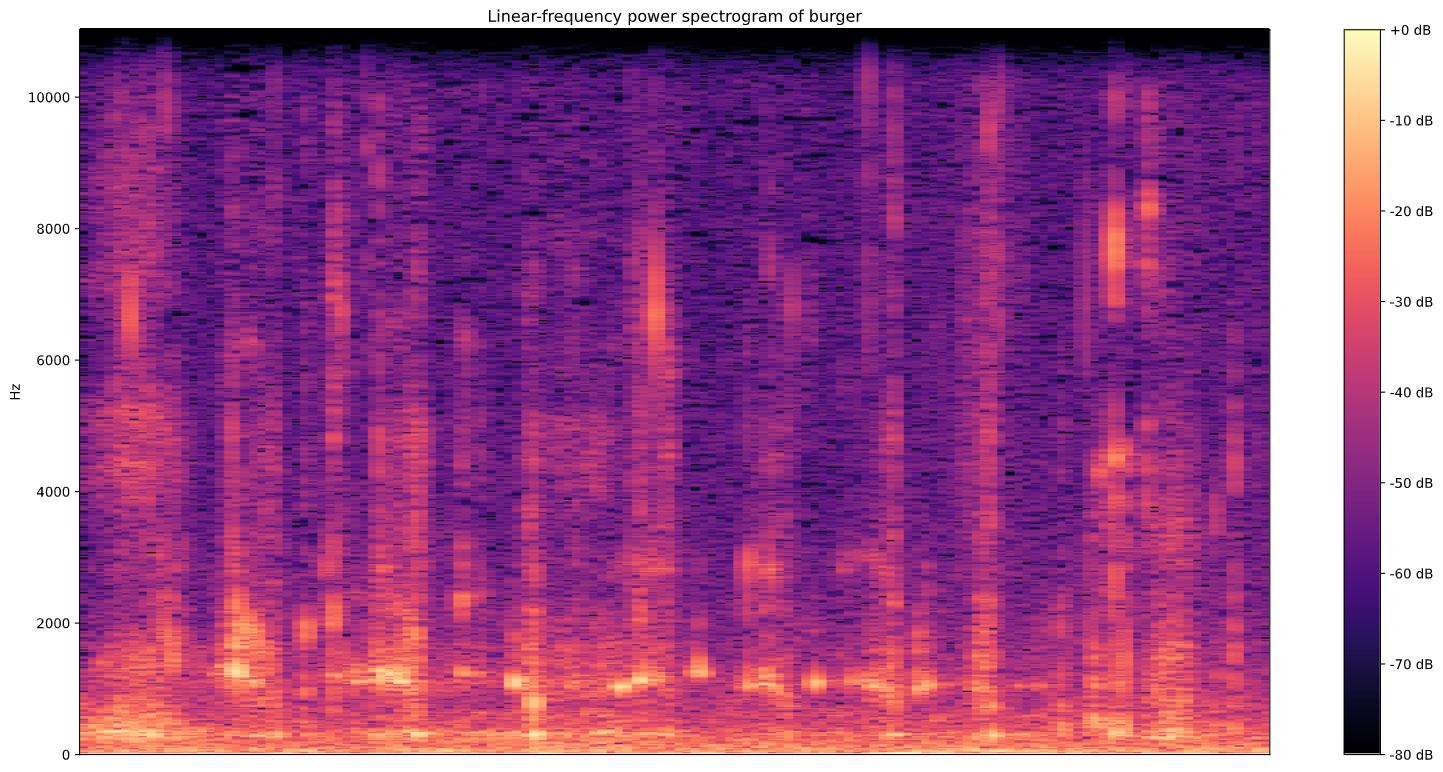 Linear-frequency power spectrogram of burger
Hz
10000
8000
6000
4000
2000
0
+0 dB
-10 dB
-20 dB
-30 dB
-40 dB
-50 dB
-60 dB
-70 dB
-80 dB